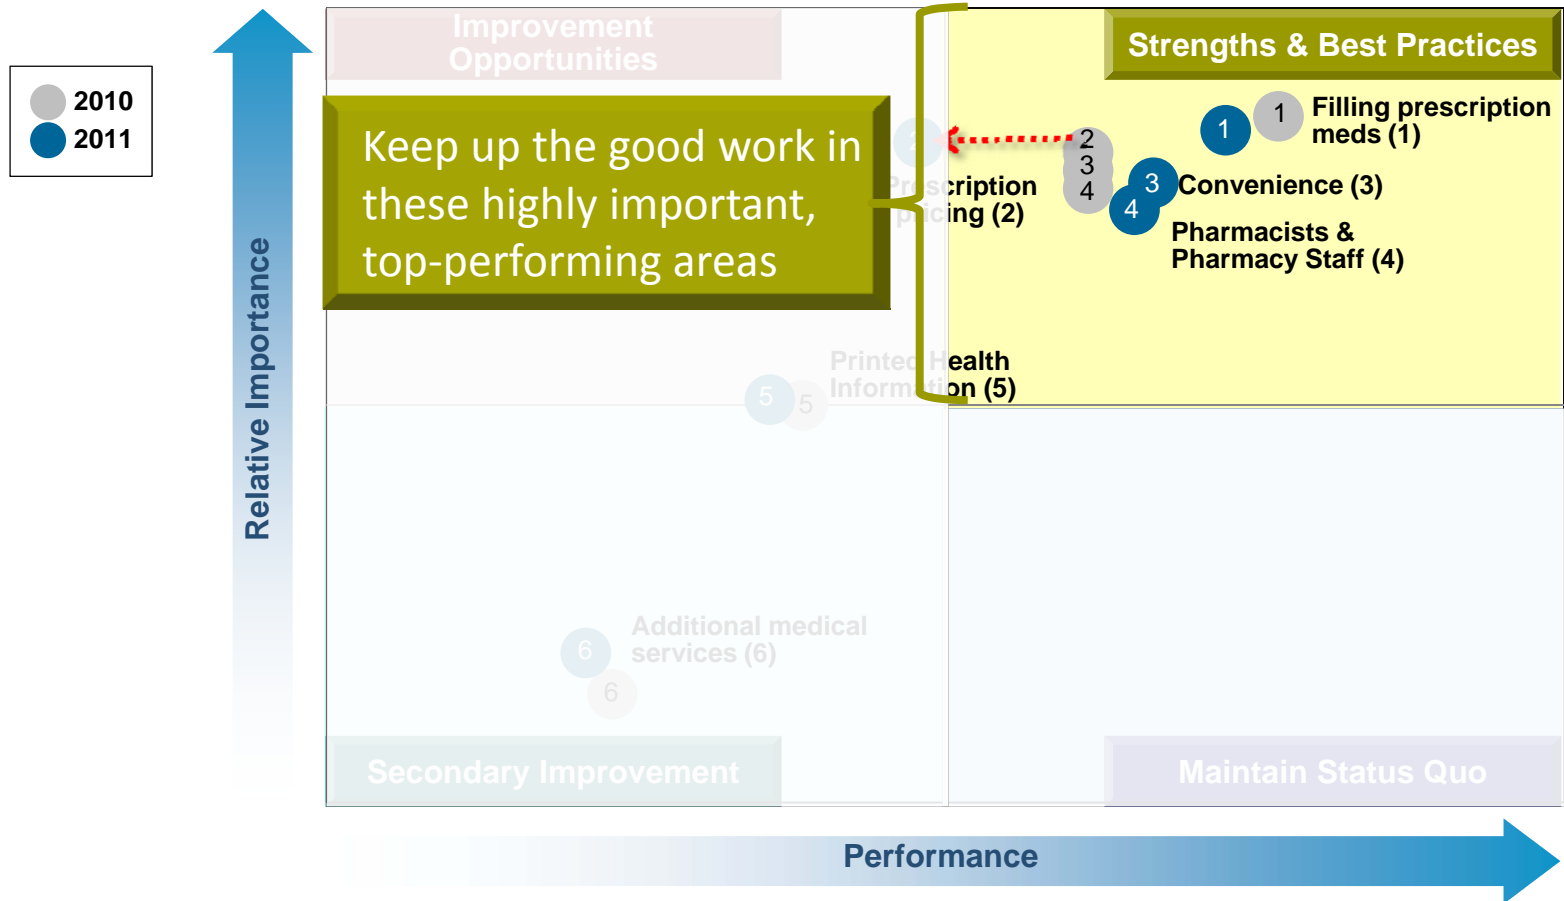 2010
2011
Relative Importance
Improvement
Opportunities
Strengths & Best Practices
Keep up the good work in
these highly important,
top-performing areas
2
2
3
4
Prescription
pricing (2)
1
1
Filling prescription
meds (1)
3
Convenience (3)
4
Pharmacists &
Pharmacy Staff (4)
Printed Health
Information (5)
5
5
Additional medical
services (6)
6
6
Secondary Improvement
Maintain Status Quo
Performance